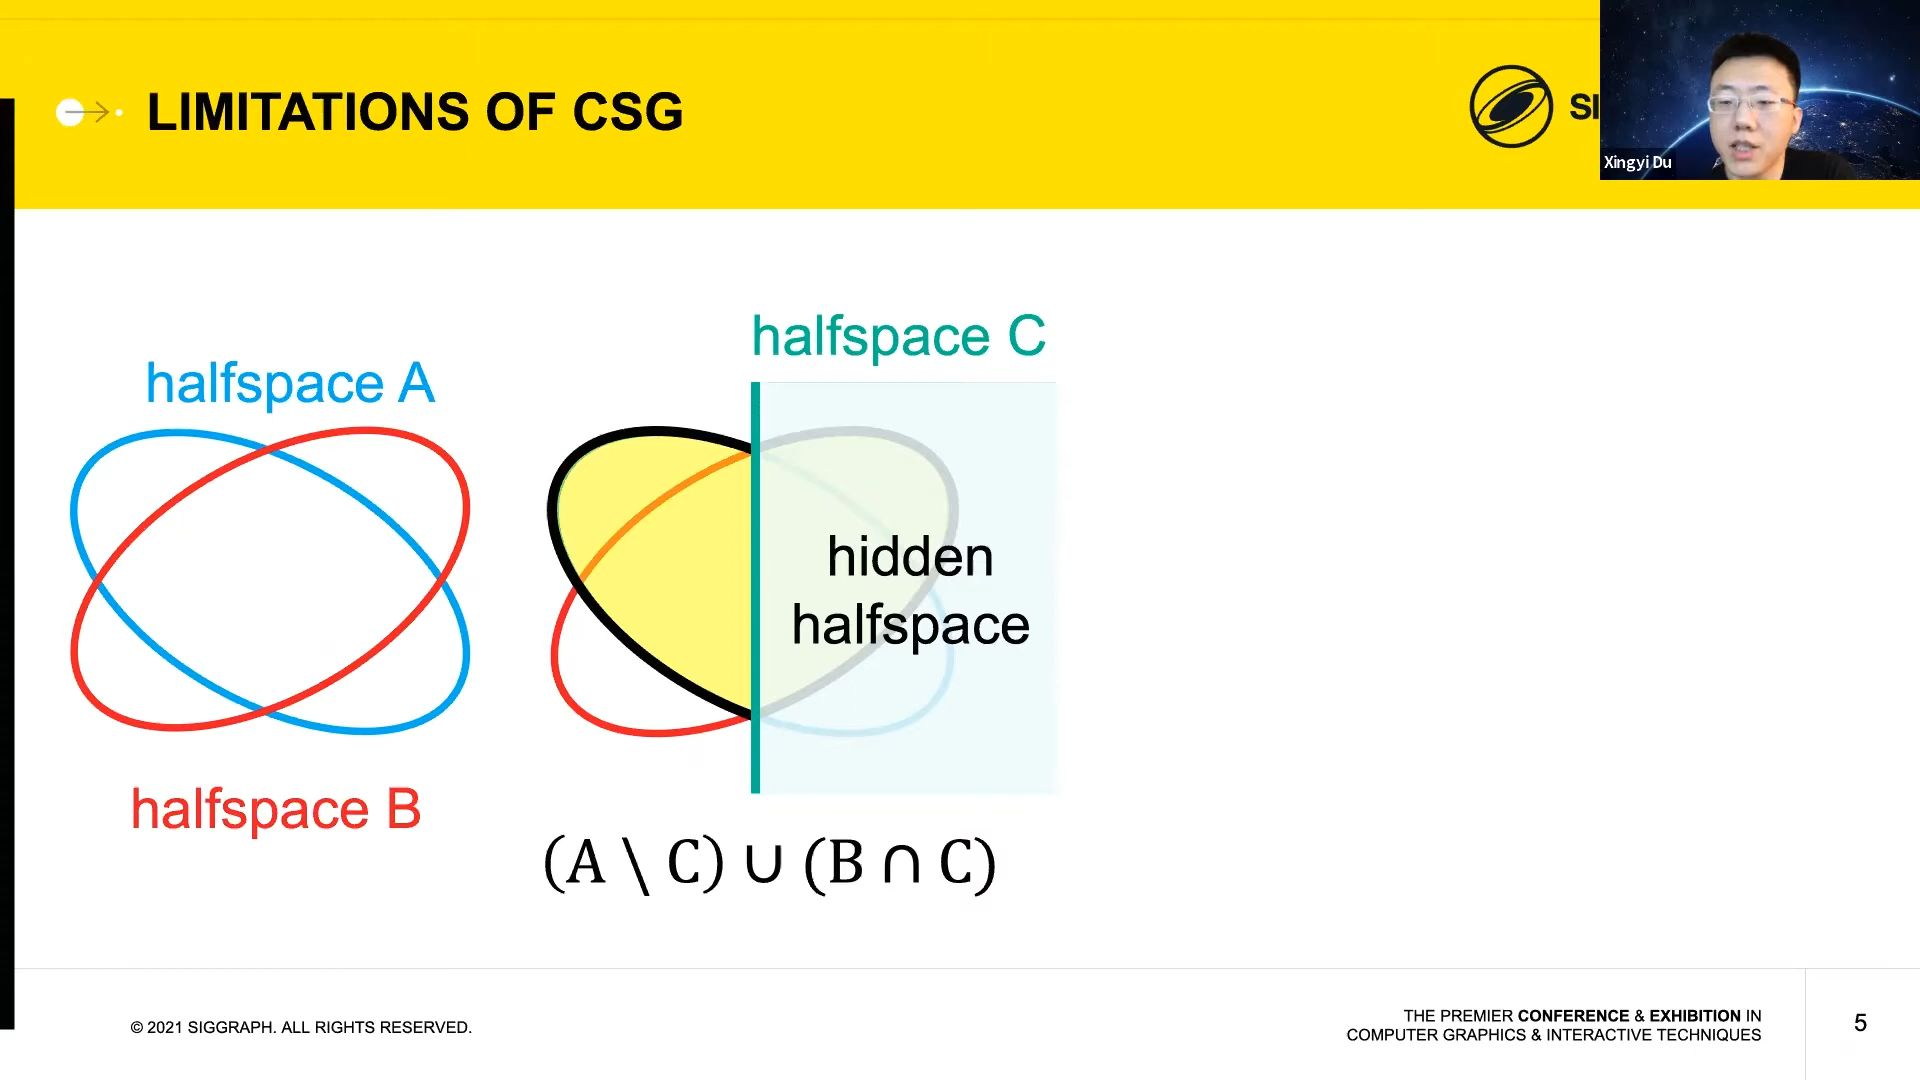 LIMITATIONS OF CSG
SI
Xingyi Du
halfspace C
halfspace A
hidden
halfspace
halfspace B
(A \ C) ∪ (B ∩ C)
© 2021 SIGGRAPH. ALL RIGHTS RESERVED.
THE PREMIER CONFERENCE & EXHIBITION IN
COMPUTER GRAPHICS & INTERACTIVE TECHNIQUES
5